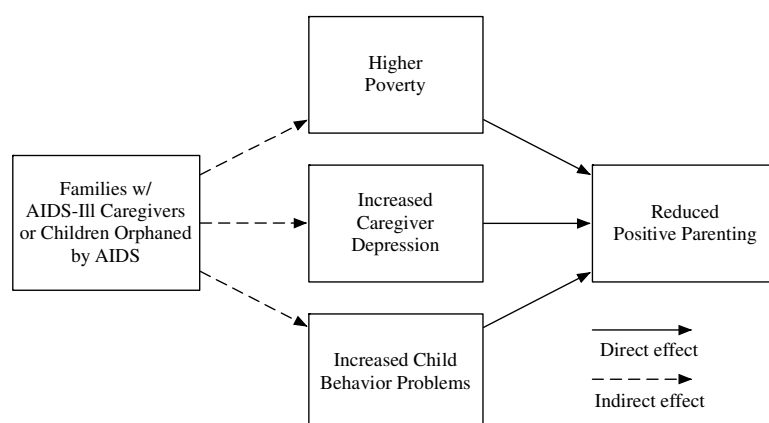 Higher
Poverty
Families w/
AIDS-Ill Caregivers
or Children Orphaned
by AIDS
Increased
Caregiver
Depression
Reduced
Positive Parenting
Increased Child
Behavior Problems
Direct effect
Indirect effect